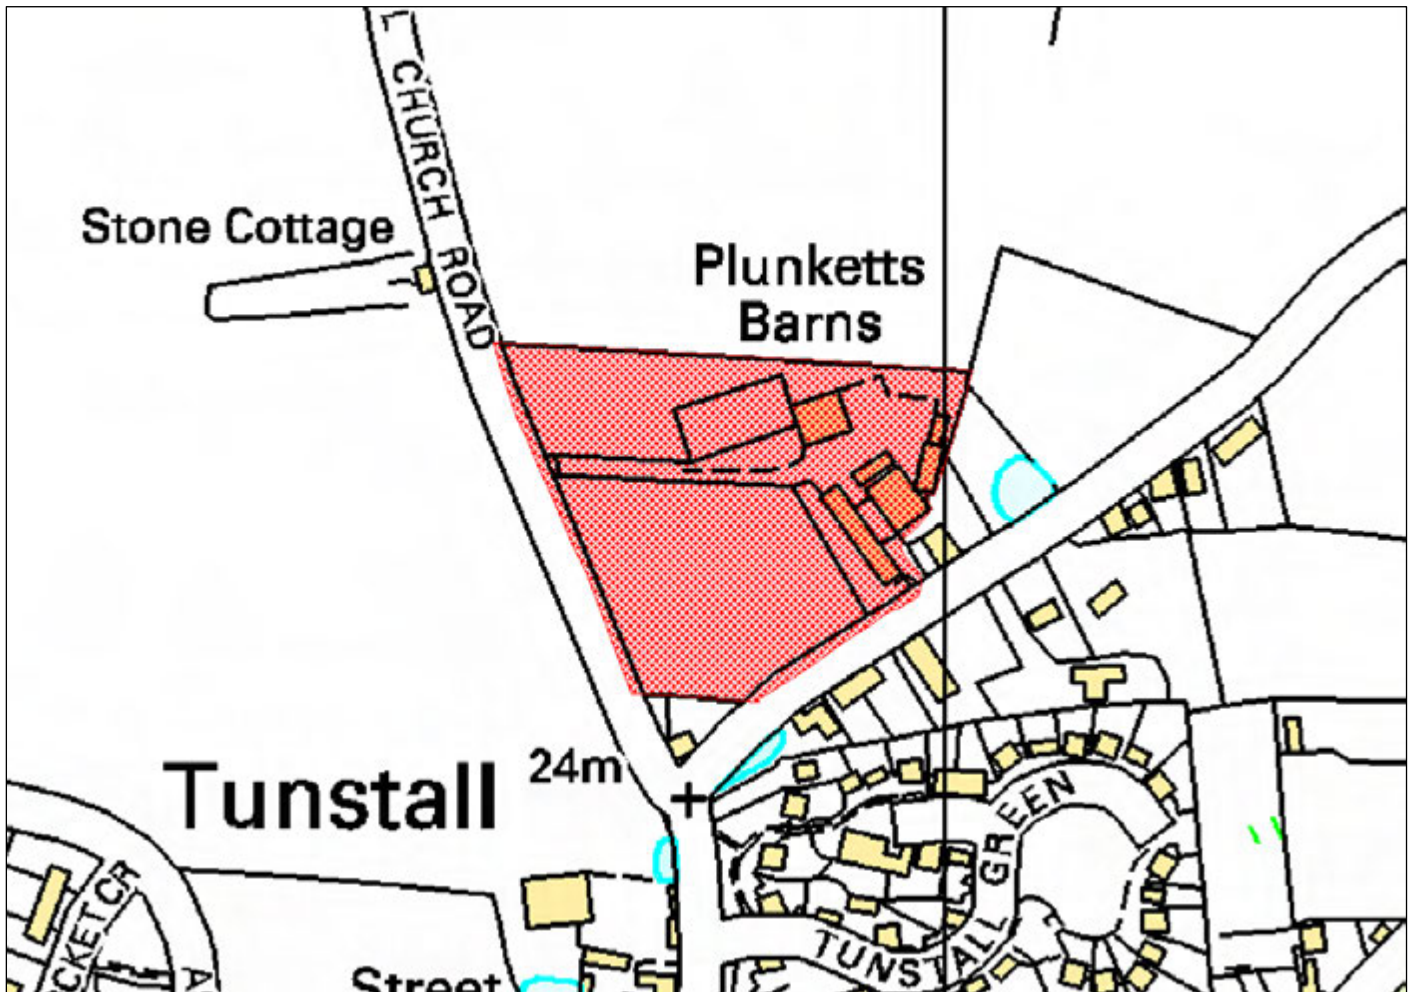 CHURCH ROAD
Stone Cottage
Plunketts
Barns
Tunstall
24m
TUNSTALL GREEN
Street